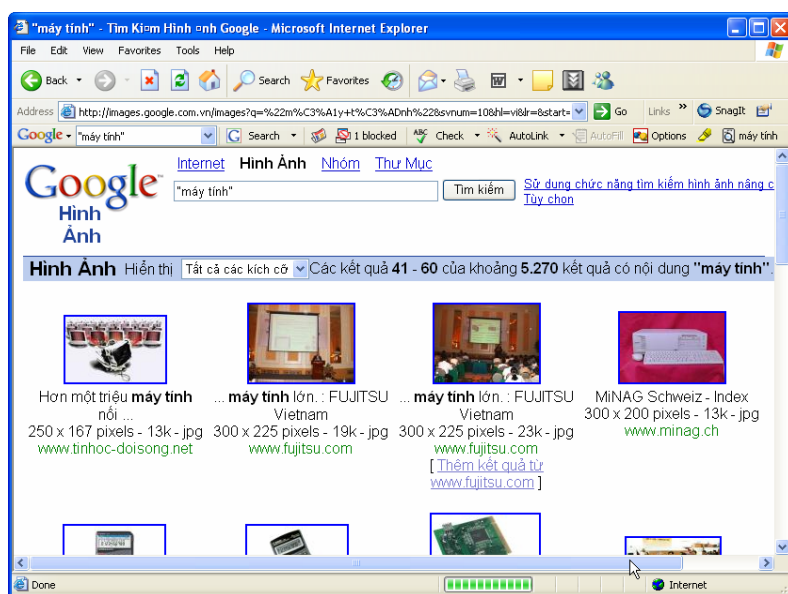 "máy tính" - Tìm Ki¤m Hình ¤nh Google - Microsoft Internet Explorer
File Edit View Favorites Tools Help
Back Search Favorites
Address http://images.google.com.vn/images?q=%22m%C3%A1y+t%C3%ADnh%22&svnum=10&hl=vi&lr=&start= Go Links » SnagIt
Google "máy tính" Search 1 blocked Check AutoLink AutoFill Options máy tính
Internet Hình Ảnh Nhóm Thư Mục
Google™
"máy tính" Tìm kiếm Sử dụng chức năng tìm kiếm hình ảnh nâng c
Tùy chọn
Hình
Ảnh
Hình Ảnh Hiển thị Tất cả các kích cỡ Các kết quả 41 - 60 của khoảng 5.270 kết quả có nội dung "máy tính".
Hơn một triệu máy tính ... máy tính lớn. : FUJITSU ... máy tính lớn. : FUJITSU MiNAG Schweiz - Index
nối ... Vietnam Vietnam 300 x 200 pixels - 13k - jpg
250 x 167 pixels - 13k - jpg 300 x 225 pixels - 19k - jpg 300 x 225 pixels - 23k - jpg www.minag.ch
www.tinhoc-doisong.net www.fujitsu.com www.fujitsu.com
[ Thêm kết quả từ
www.fujitsu.com ]
Done Internet